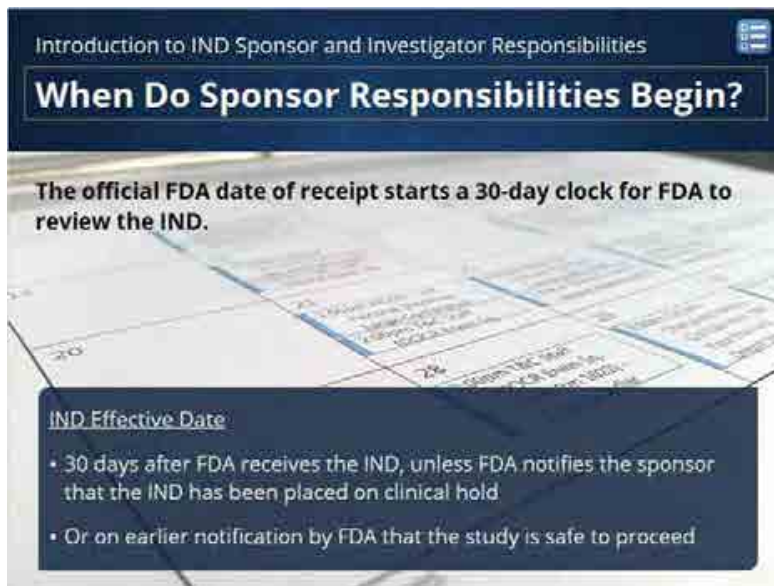 Introduction to IND Sponsor and Investigator Responsibilities
When Do Sponsor Responsibilities Begin?
The official FDA date of receipt starts a 30-day clock for FDA to
review the IND.
20
28
IND Effective Date
• 30 days after FDA receives the IND, unless FDA notifies the sponsor
that the IND has been placed on clinical hold
• Or on earlier notification by FDA that the study is safe to proceed